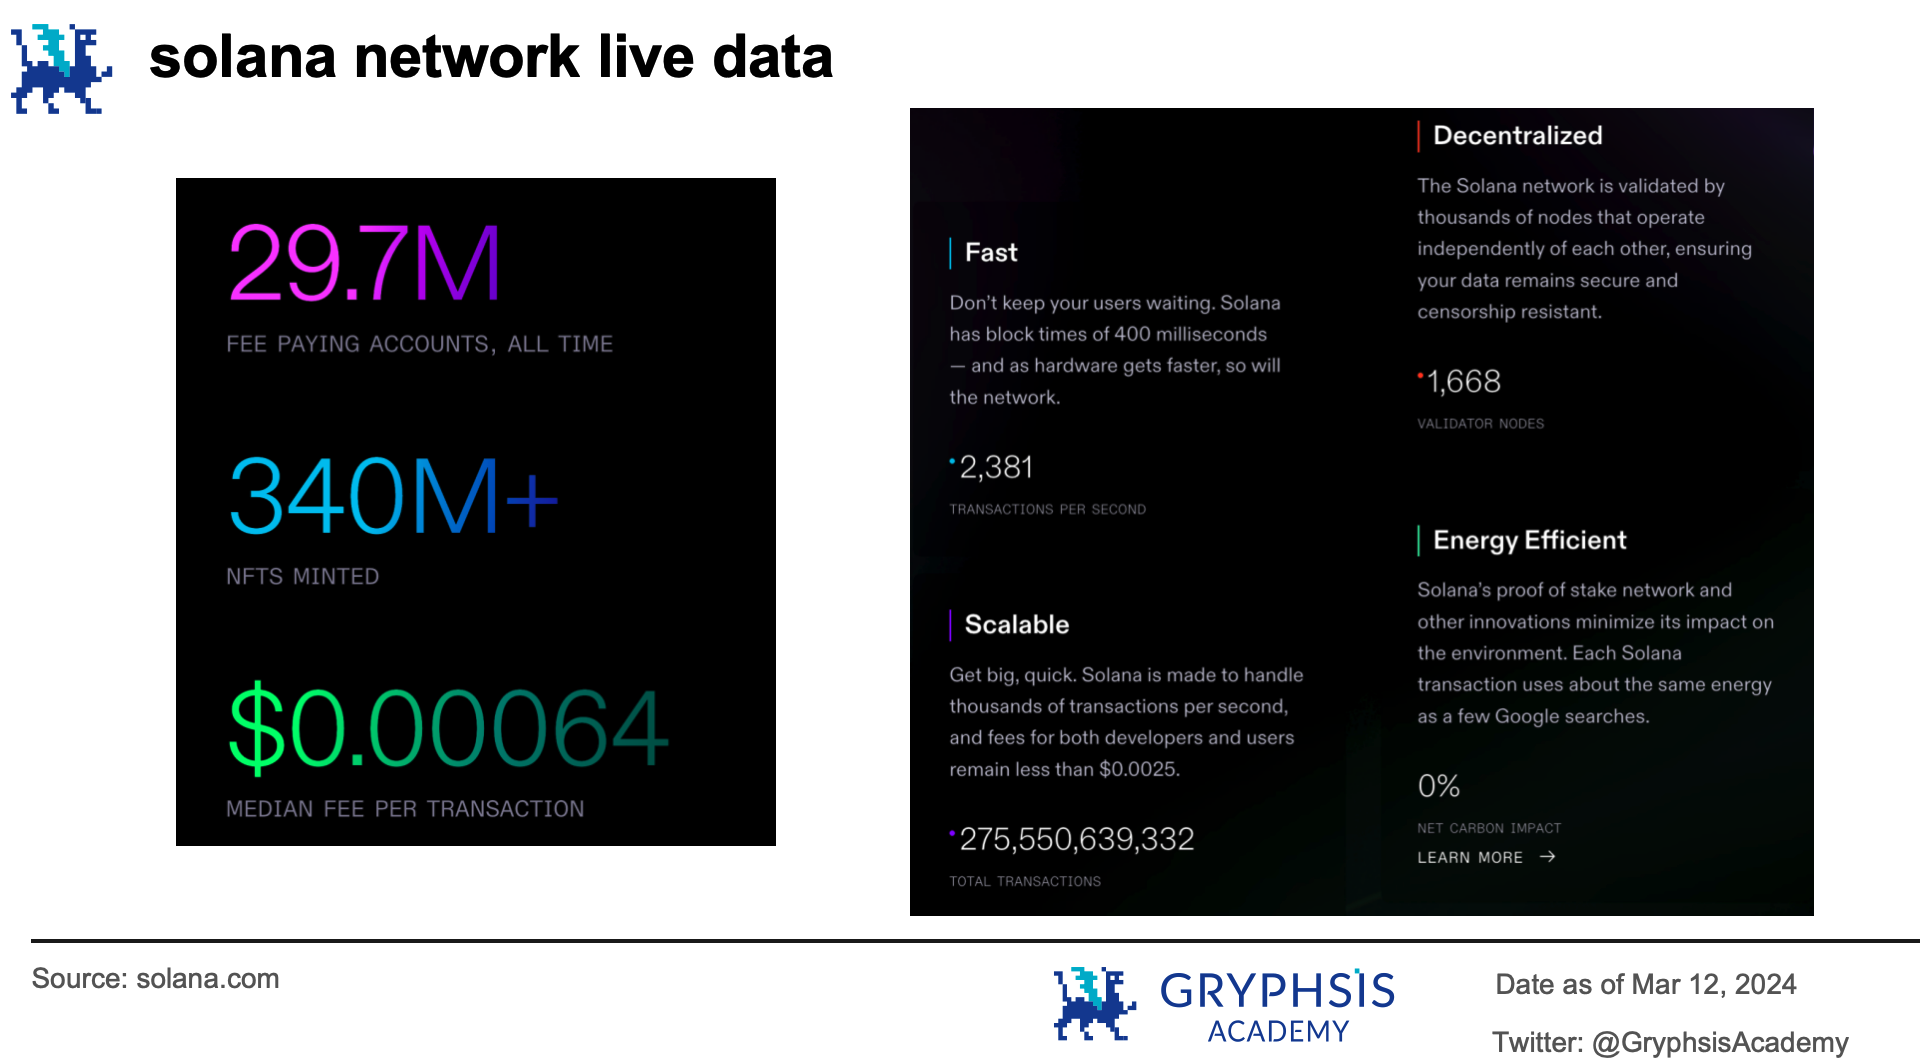 solana network live data
29.7M
FEE PAYING ACCOUNTS, ALL TIME
340M+
NFTS MINTED
$0.00064
MEDIAN FEE PER TRANSACTION
Fast
Don't keep your users waiting. Solana
has block times of 400 milliseconds
— and as hardware gets faster, so will
the network.
2,381
TRANSACTIONS PER SECOND
Scalable
Get big, quick. Solana is made to handle
thousands of transactions per second,
and fees for both developers and users
remain less than $0.0025.
275,550,639,332
TOTAL TRANSACTIONS
Decentralized
The Solana network is validated by
thousands of nodes that operate
independently of each other, ensuring
your data remains secure and
censorship resistant.
1,668
VALIDATOR NODES
Energy Efficient
Solana's proof of stake network and
other innovations minimize its impact on
the environment. Each Solana
transaction uses about the same energy
as a few Google searches.
0%
NET CARBON IMPACT
LEARN MORE →
Source: solana.com
GRYPHSIS
ACADEMY
Date as of Mar 12, 2024
Twitter: @GryphsisAcademy